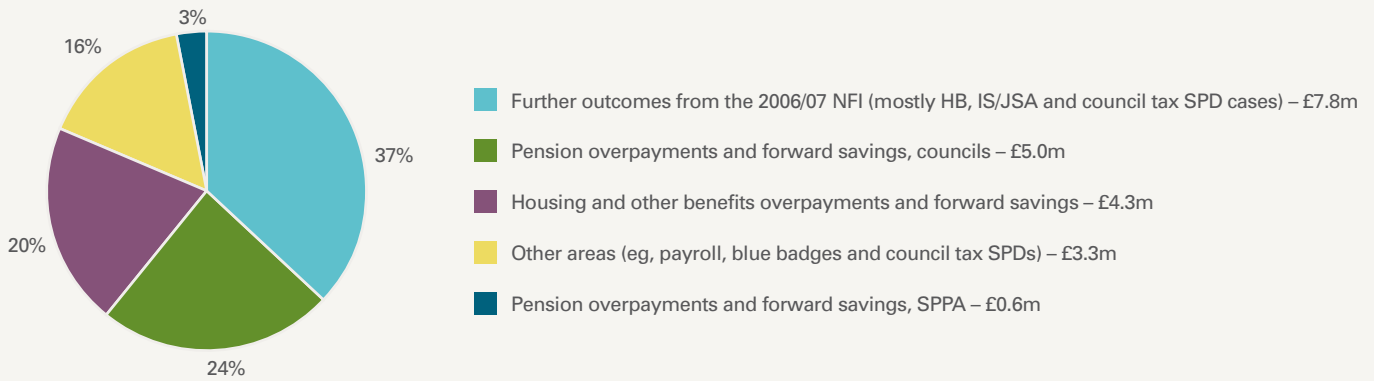 3%
16%
37%
20%
24%
Further outcomes from the 2006/07 NFI (mostly HB, IS/JSA and council tax SPD cases) – £7.8m
Pension overpayments and forward savings, councils – £5.0m
Housing and other benefits overpayments and forward savings – £4.3m
Other areas (eg, payroll, blue badges and council tax SPDs) – £3.3m
Pension overpayments and forward savings, SPPA – £0.6m